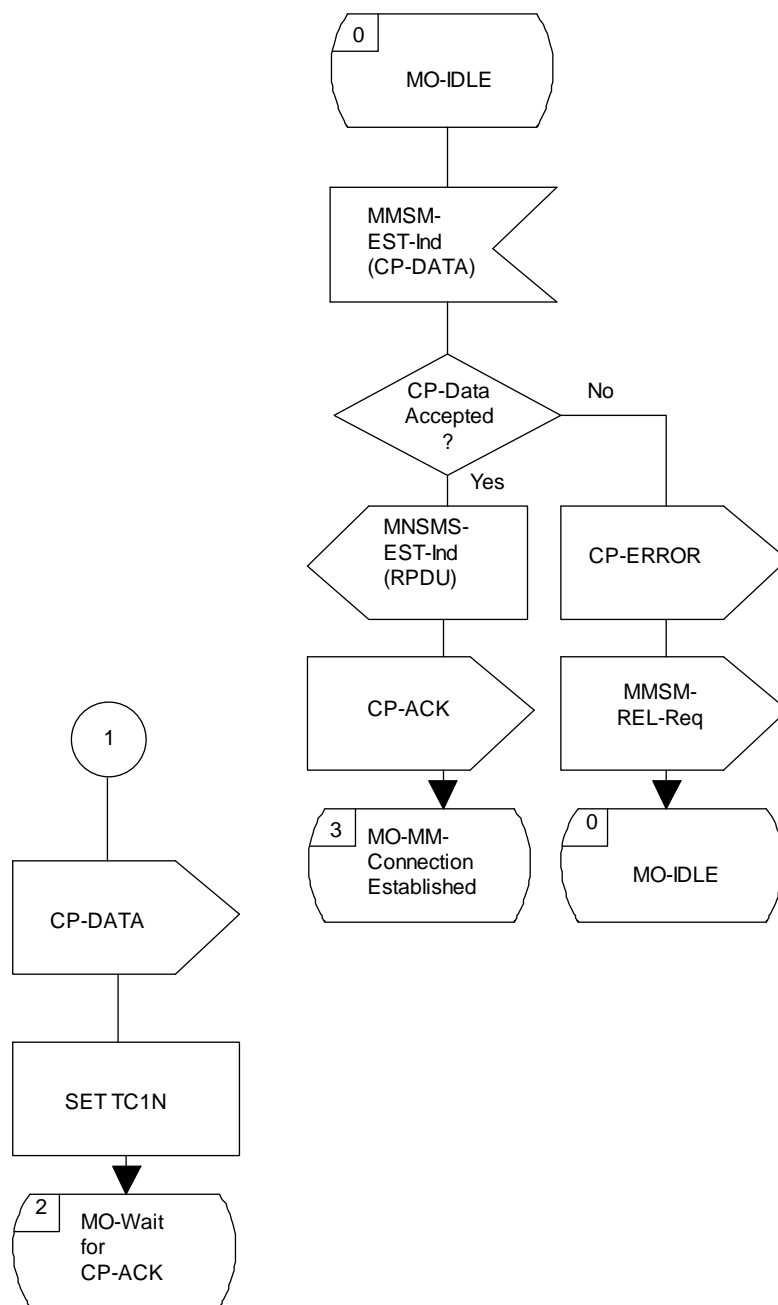 0
MO-IDLE
MMSM-
EST-Ind
(CP-DATA)
CP-Data
Accepted
?
No
Yes
MNSMS-
EST-Ind
(RPDU)
CP-ERROR
CP-ACK
MMSM-
REL-Req
3
MO-MM-
Connection
Established
0
MO-IDLE
1
CP-DATA
SET TC1N
2
MO-Wait
for
CP-ACK